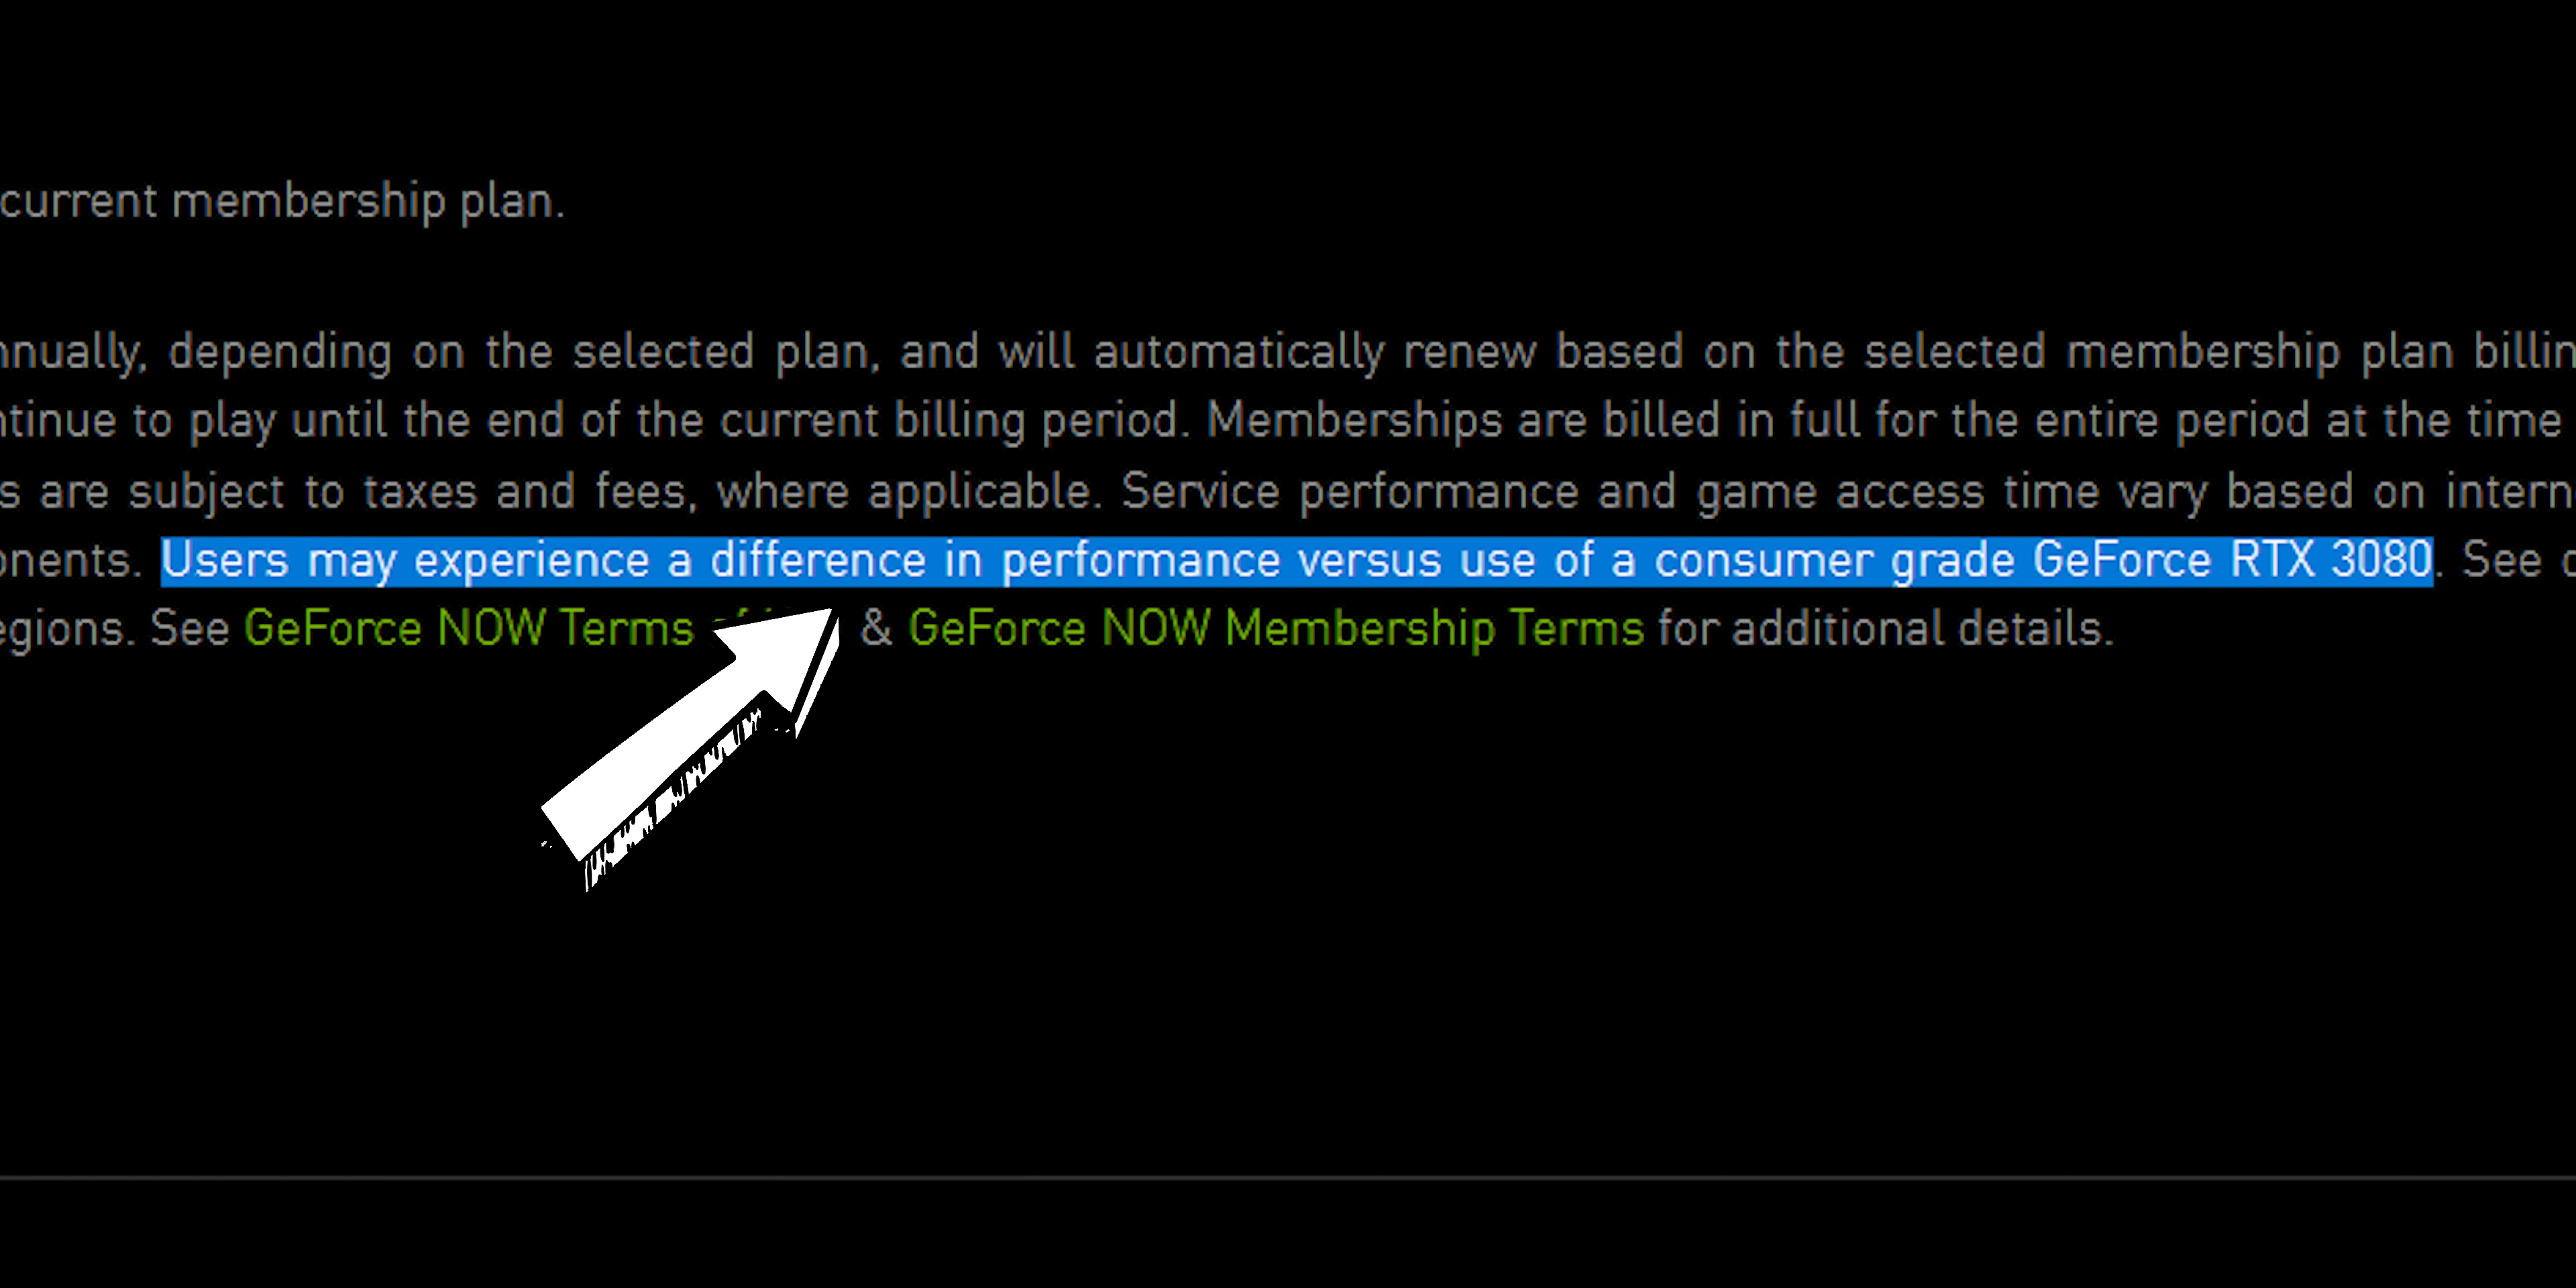 current membership plan.
nnually, depending on the selected plan, and will automatically renew based on the selected membership plan billin
ntinue to play until the end of the current billing period. Memberships are billed in full for the entire period at the time
s are subject to taxes and fees, where applicable. Service performance and game access time vary based on intern
onents. Users may experience a difference in performance versus use of a consumer grade GeForce RTX 3080. See
egions. See GeForce NOW Terms & GeForce NOW Membership Terms for additional details.